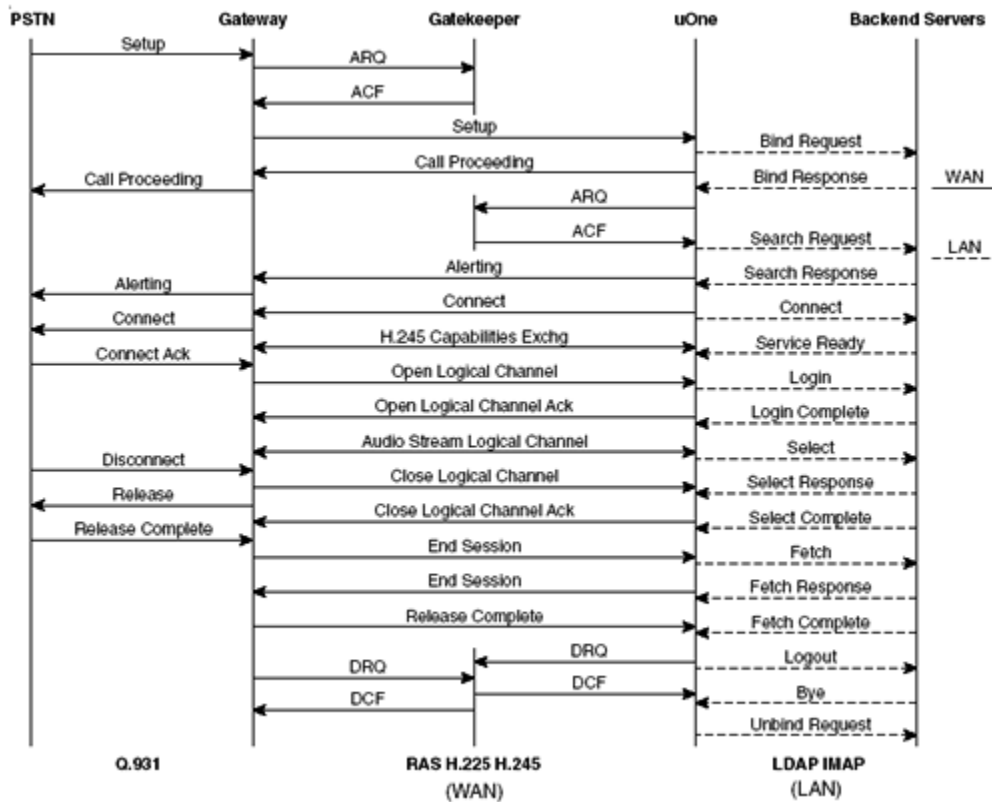 PSTN Gateway Gatekeeper uOne Backend Servers
Setup
ARQ
ACF
Setup
Bind Request
Call Proceeding
Call Proceeding
Bind Response
WAN
ARQ
ACF
Search Request
LAN
Alerting
Search Response
Alerting
Connect
Connect
Connect
H.245 Capabilities Exchg
Service Ready
Connect Ack
Open Logical Channel
Login
Open Logical Channel Ack
Login Complete
Audio Stream Logical Channel
Select
Disconnect
Close Logical Channel
Select Response
Release
Close Logical Channel Ack
Select Complete
Release Complete
End Session
Fetch
End Session
Fetch Response
Release Complete
Fetch Complete
DRQ
Logout
DRQ
DCF
Bye
DCF
Unbind Request
Q.931 RAS H.225 H.245 LDAP IMAP
(WAN) (LAN)